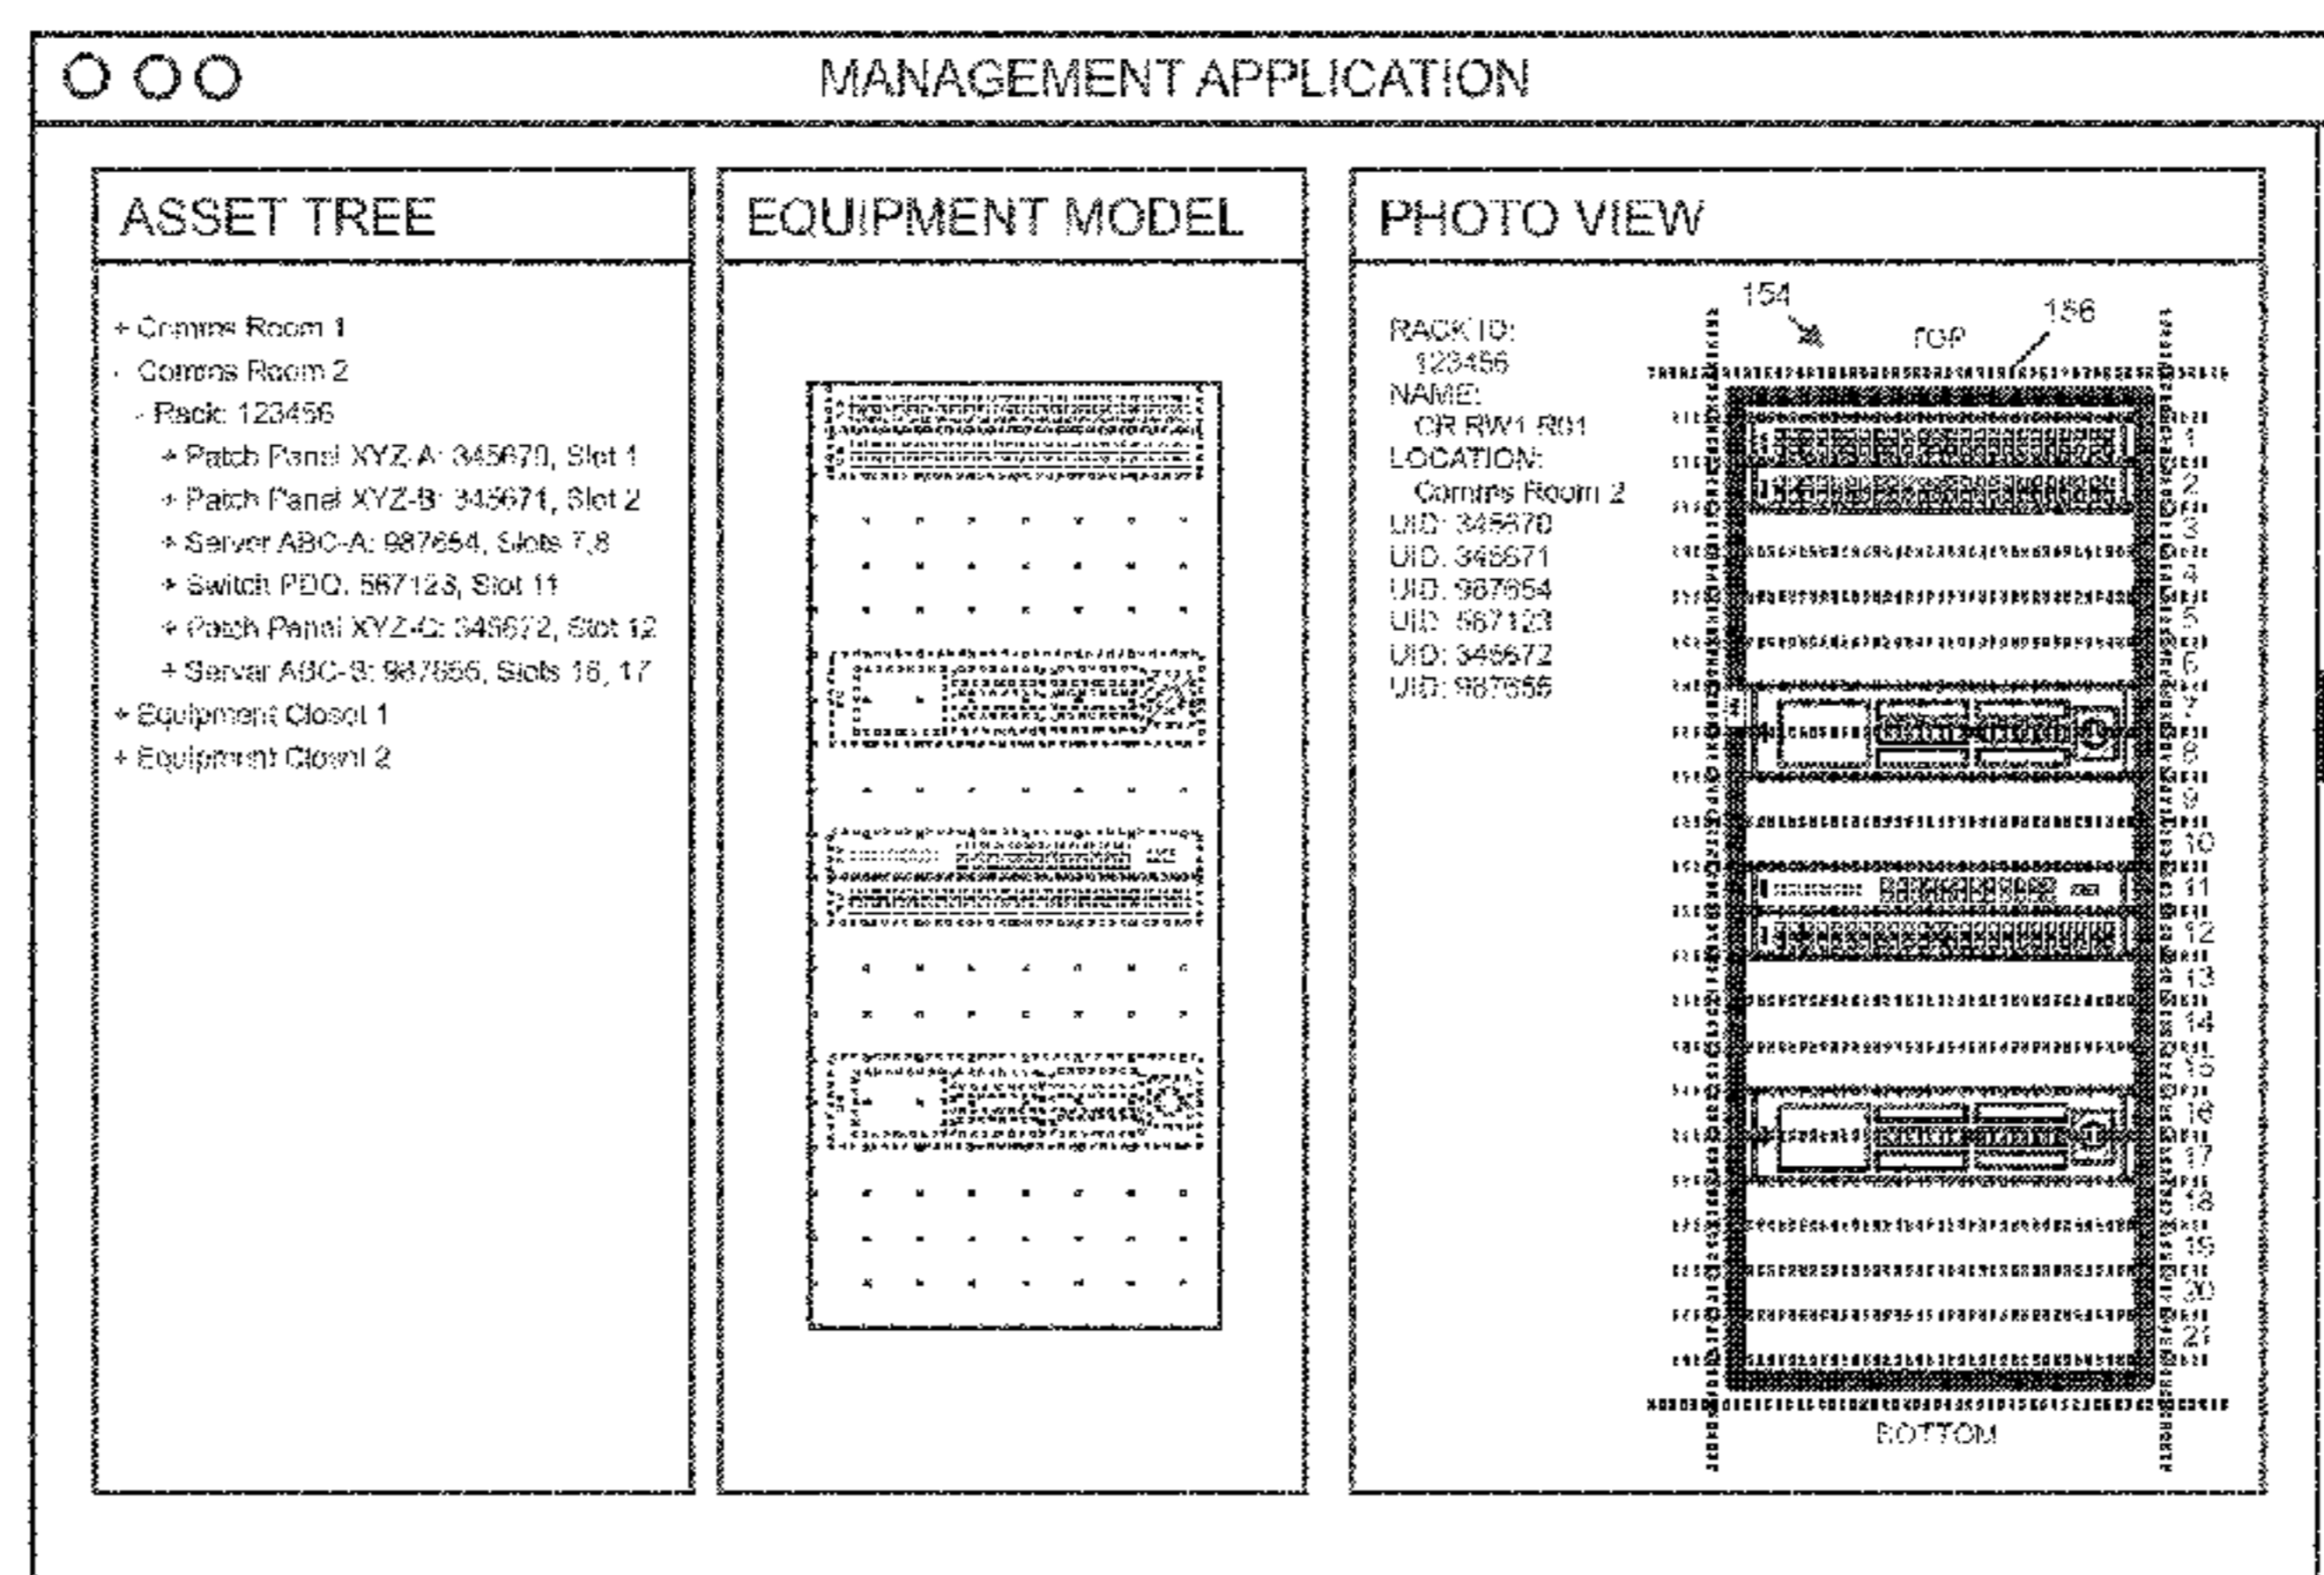 MANAGEMENT APPLICATION
ASSET TREE
+ Comms Room 1
- Comms Room 2
- Rack: 123456
+ Patch Panel XYZ-A: 345670, Slot 1
+ Patch Panel XYZ-B: 345671, Slot 2
+ Server ABC-A: 987654, Slots 7,8
+ Switch PDQ: 567123, Slot 11
+ Patch Panel XYZ-C: 345672, Slot 12
+ Server ABC-B: 987655, Slots 16, 17
+ Equipment Closet 1
+ Equipment Closet 2
EQUIPMENT MODEL
PHOTO VIEW
RACK ID:
123456
NAME:
CR RW1 R01
LOCATION:
Comms Room 2
UID: 345670
UID: 345671
UID: 987654
UID: 567123
UID: 345672
UID: 987655
154
TOP
156
1
2
3
4
5
6
7
8
9
10
11
12
13
14
15
16
17
18
19
20
21
BOTTOM